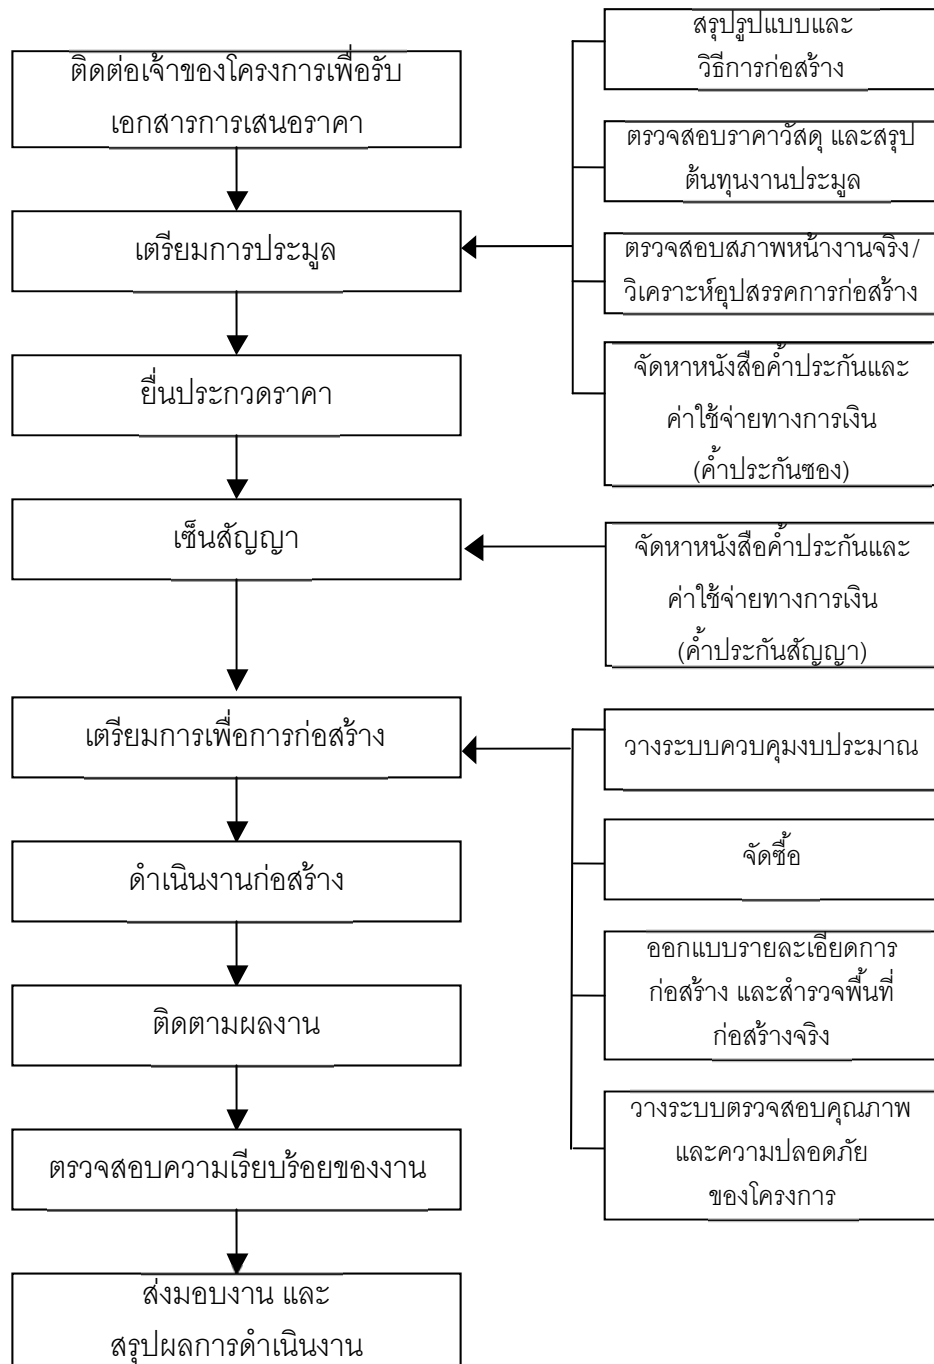 ติดต่อเจ้าของโครงการเพื่อรับ
เอกสารการเสนอราคา
เตรียมการประมูล
ยื่นประกวดราคา
เซ็นสัญญา
เตรียมการเพื่อการก่อสร้าง
ดำเนินงานก่อสร้าง
ติดตามผลงาน
ตรวจสอบความเรียบร้อยของงาน
ส่งมอบงาน และ
สรุปผลการดำเนินงาน
สรุปรูปแบบและ
วิธีการก่อสร้าง
ตรวจสอบราคาวัสดุ และสรุป
ต้นทุนงานประมูล
ตรวจสอบสภาพหน้างานจริง/
วิเคราะห์อุปสรรคการก่อสร้าง
จัดหาหนังสือค้ำประกันและ
ค่าใช้จ่ายทางการเงิน
(ค้ำประกันซอง)
จัดหาหนังสือค้ำประกันและ
ค่าใช้จ่ายทางการเงิน
(ค้ำประกันสัญญา)
วางระบบควบคุมงบประมาณ
จัดซื้อ
ออกแบบรายละเอียดการ
ก่อสร้าง และสำรวจพื้นที่
ก่อสร้างจริง
วางระบบตรวจสอบคุณภาพ
และความปลอดภัย
ของโครงการ